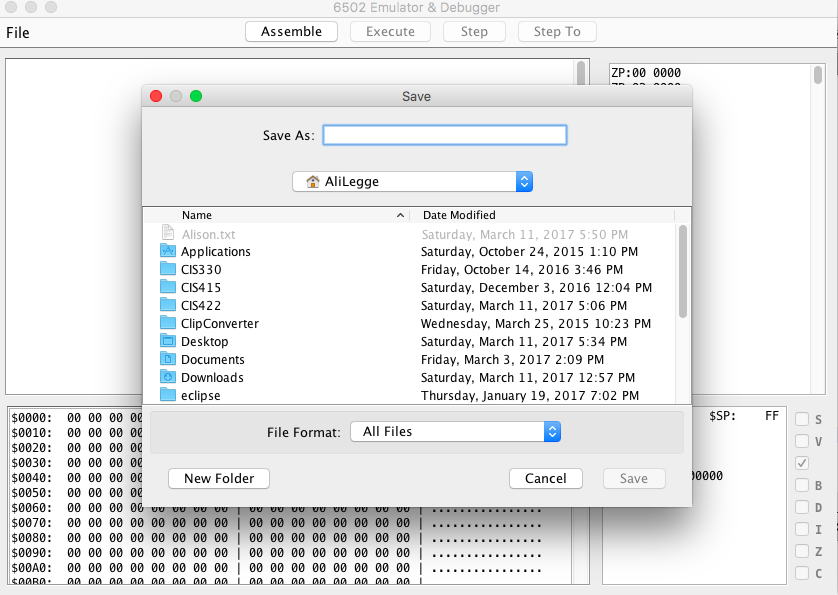 6502 Emulator & Debugger
File Assemble Execute Step Step To
ZP:00 0000
Save
Save As:
AliLegge
Name Date Modified
Alison.txt Saturday, March 11, 2017 5:50 PM
Applications Saturday, October 24, 2015 1:10 PM
CIS330 Friday, October 14, 2016 3:46 PM
CIS415 Saturday, December 3, 2016 12:04 PM
CIS422 Saturday, March 11, 2017 5:06 PM
ClipConverter Wednesday, March 25, 2015 10:23 PM
Desktop Saturday, March 11, 2017 5:34 PM
Documents Friday, March 3, 2017 2:09 PM
Downloads Saturday, March 11, 2017 12:57 PM
eclipse Thursday, January 19, 2017 7:02 PM
File Format: All Files
New Folder Cancel Save
$0000: 00 00 00 00
$0010: 00 00 00 00
$0020: 00 00 00 00
$0030: 00 00 00 00
$0040: 00 00 00 00
$0050: 00 00 00 00
$0060: 00 00 00 00 00 00 00 00 | 00 00 00 00 00 00 00 00 | ................
$0070: 00 00 00 00 00 00 00 00 | 00 00 00 00 00 00 00 00 | ................
$0080: 00 00 00 00 00 00 00 00 | 00 00 00 00 00 00 00 00 | ................
$0090: 00 00 00 00 00 00 00 00 | 00 00 00 00 00 00 00 00 | ................
$00A0: 00 00 00 00 00 00 00 00 | 00 00 00 00 00 00 00 00 | ................
$00B0: 00 00 00 00 00 00 00 00 | 00 00 00 00 00 00 00 00 | ................
$SP: FF
00000
S
V
B
D
I
Z
C